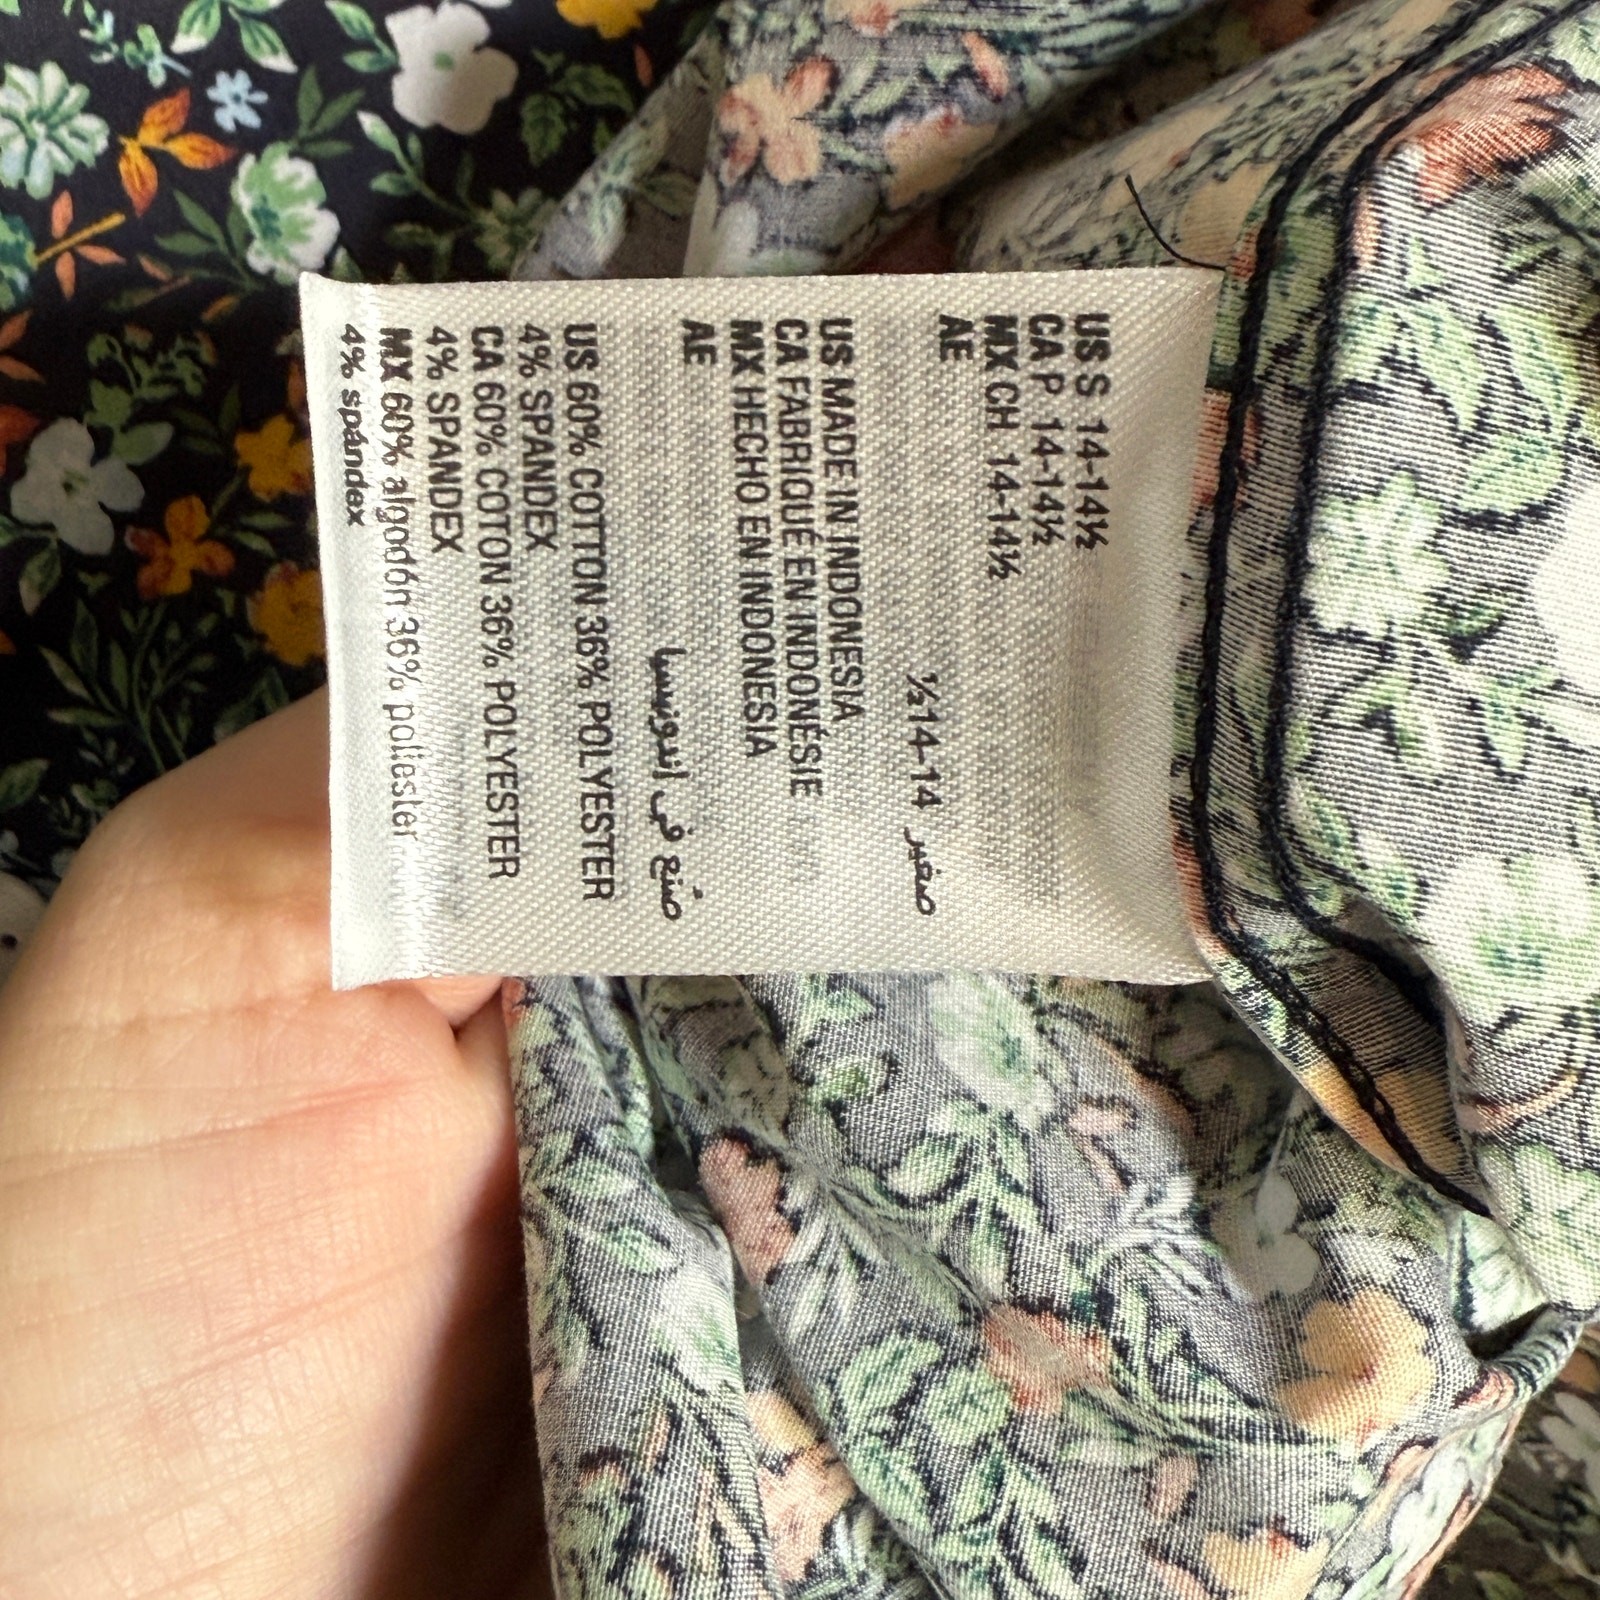 US S 14-14½
CA P 14-14½
MX CH 14-14½
AE صغير 14-14½
US MADE IN INDONESIA
CA FABRIQUÉ EN INDONÉSIE
MX HECHO EN INDONESIA
AE صُنع في اندونسيا
US 60% COTTON 36% POLYESTER
4% SPANDEX
CA 60% COTON 36% POLYESTER
4% SPANDEX
MX 60% algodón 36% poliester
4% spandex